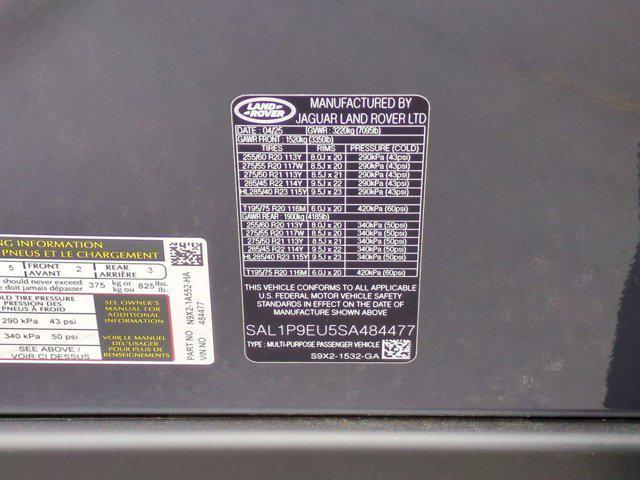 LAND ROVER
MANUFACTURED BY
JAGUAR LAND ROVER LTD
DATE : 04/25 GVWR : 3220kg (7095lb)
GAWR FRONT : 1520kg (3350lb)
TIRES RIMS PRESSURE (COLD)
255/60 R20 113Y 8.0J x 20 290kPa (43psi)
275/55 R20 117W 8.5J x 20 290kPa (43psi)
275/50 R21 113Y 8.5J x 21 290kPa (43psi)
285/45 R22 114Y 9.5J x 22 290kPa (43psi)
HL285/40 R23 115Y 9.5J x 23 290kPa (43psi)
T195/75 R20 116M 6.0J x 20 420kPa (60psi)
GAWR REAR : 1900kg (4185lb)
255/60 R20 113Y 8.0J x 20 340kPa (50psi)
275/55 R20 117W 8.5J x 20 340kPa (50psi)
275/50 R21 113Y 8.5J x 21 340kPa (50psi)
285/45 R22 114Y 9.5J x 22 340kPa (50psi)
HL285/40 R23 115Y 9.5J x 23 340kPa (50psi)
T195/75 R20 116M 6.0J x 20 420kPa (60psi)
THIS VEHICLE CONFORMS TO ALL APPLICABLE
U.S. FEDERAL MOTOR VEHICLE SAFETY
STANDARDS IN EFFECT ON THE DATE OF
MANUFACTURE SHOWN ABOVE
SAL1P9EU5SA484477
TYPE : MULTI-PURPOSE PASSENGER VEHICLE
S9X2-1532-GA
NG INFORMATION
PNEUS ET LE CHARGEMENT
5 FRONT AVANT 2 REAR ARRIÈRE 3
should never exceed 375 kg or 825 lbs.
e doit jamais dépasser kg ou lb.
LD TIRE PRESSURE
PRESSION DES
PNEUS À FROID
290 kPa 43 psi
340 kPa 50 psi
SEE ABOVE /
VOIR CI DESSUS
SEE OWNER'S
MANUAL FOR
ADDITIONAL
INFORMATION
VOIR LE MANUEL
DE L'USAGER
POUR PLUS DE
RENSEIGNEMENTS
PART NO. N9X2-1A552-HA
VIN NO 484477